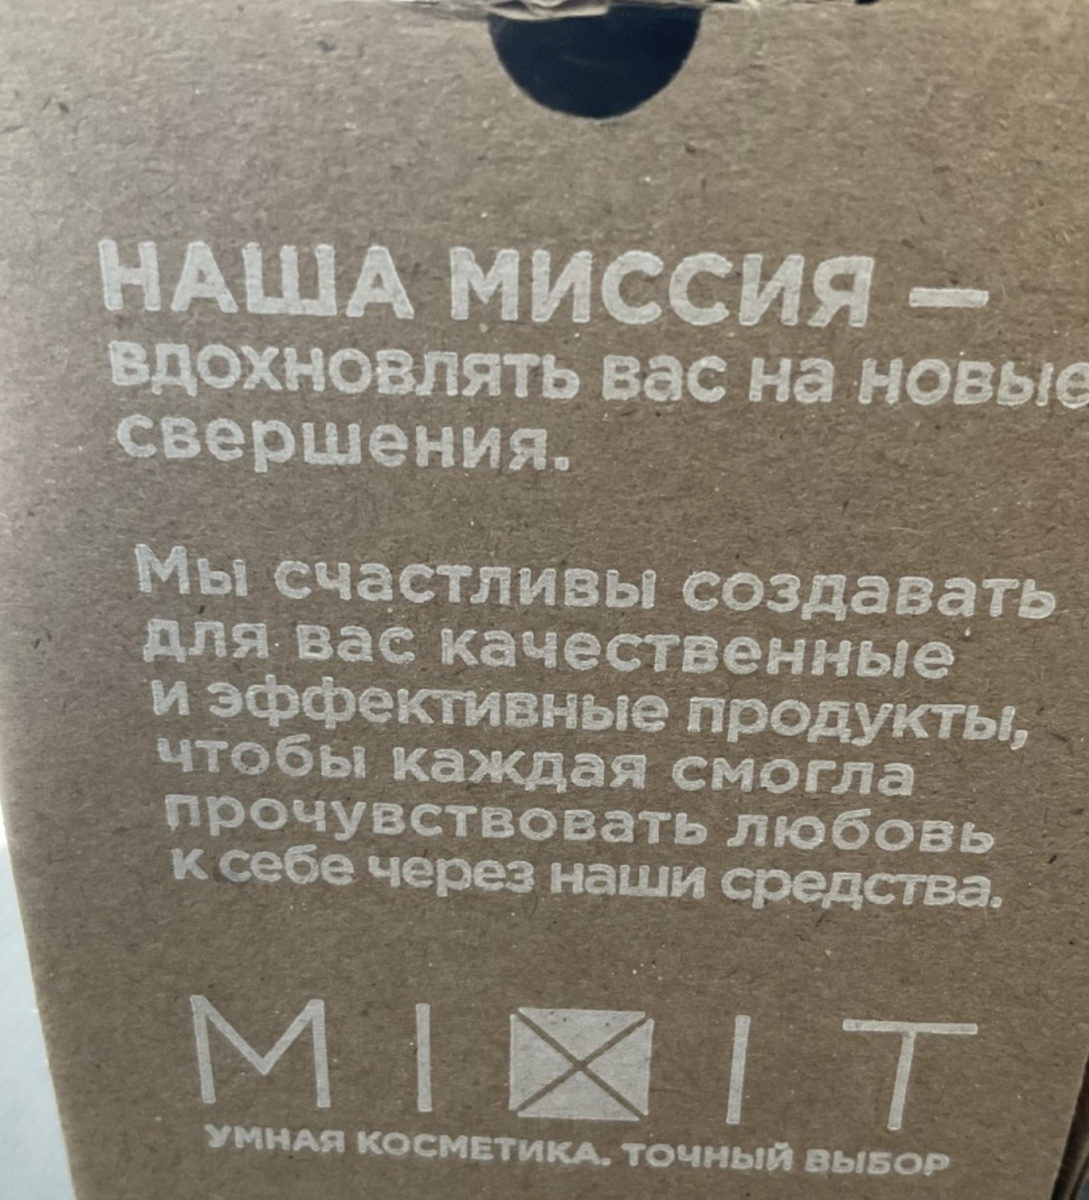 НАША МИССИЯ —
вдохновлять вас на новые
свершения.
Мы счастливы создавать
для вас качественные
и эффективные продукты,
чтобы каждая смогла
прочувствовать любовь
к себе через наши средства.
MIXIT
УМНАЯ КОСМЕТИКА. ТОЧНЫЙ ВЫБОР